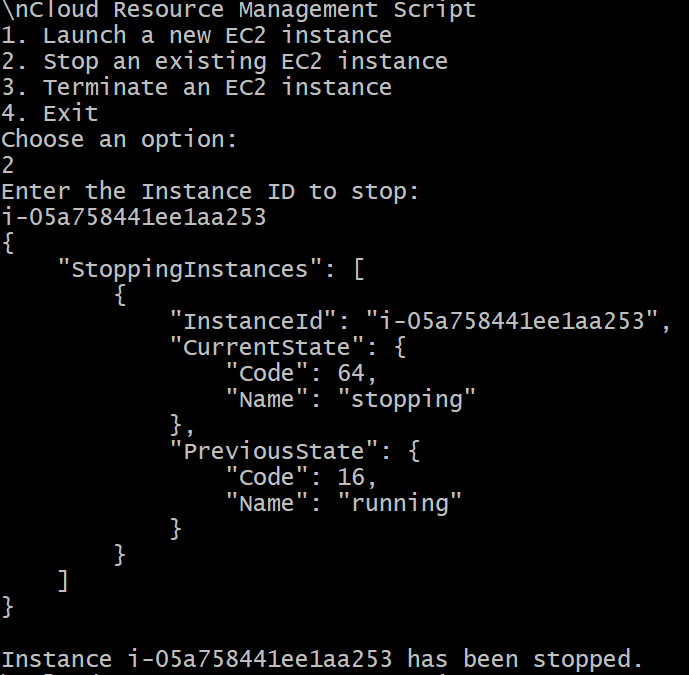 \nCloud Resource Management Script
1. Launch a new EC2 instance
2. Stop an existing EC2 instance
3. Terminate an EC2 instance
4. Exit
Choose an option:
2
Enter the Instance ID to stop:
i-05a758441ee1aa253
{
    "StoppingInstances": [
        {
            "InstanceId": "i-05a758441ee1aa253",
            "CurrentState": {
                "Code": 64,
                "Name": "stopping"
            },
            "PreviousState": {
                "Code": 16,
                "Name": "running"
            }
        }
    ]
}
Instance i-05a758441ee1aa253 has been stopped.